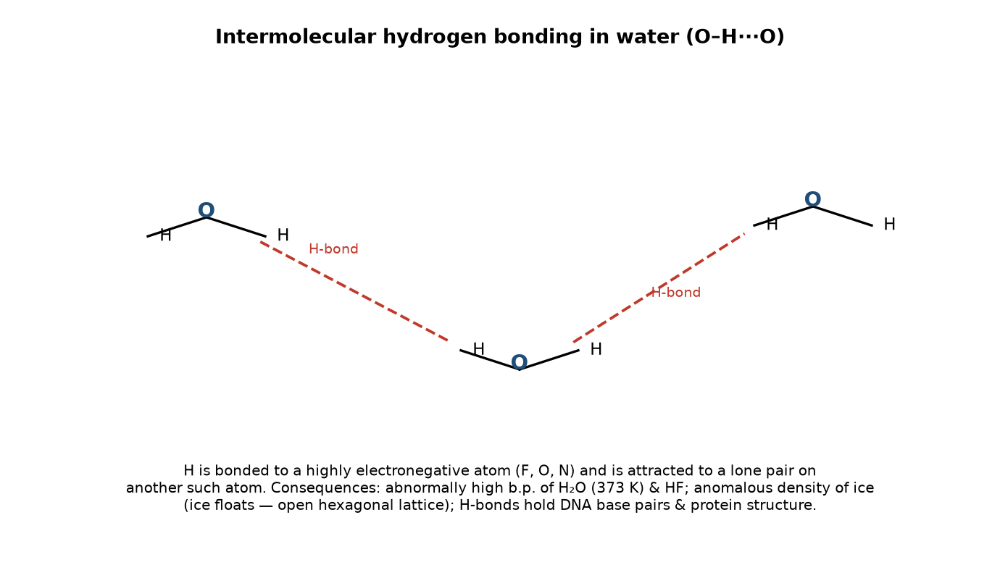 Intermolecular hydrogen bonding in water (O–H···O)
O
O
H
H
H
H
H-bond
H-bond
H
H
O
H is bonded to a highly electronegative atom (F, O, N) and is attracted to a lone pair on
another such atom. Consequences: abnormally high b.p. of H₂O (373 K) & HF; anomalous density of ice
(ice floats — open hexagonal lattice); H-bonds hold DNA base pairs & protein structure.